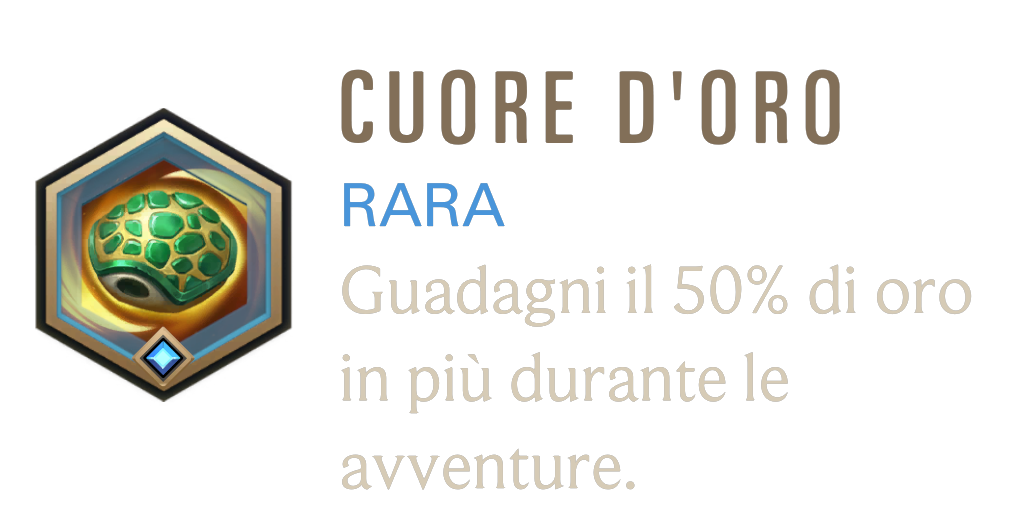 CUORE D'ORO
RARA
Guadagni il 50% di oro
in più durante le
avventure.